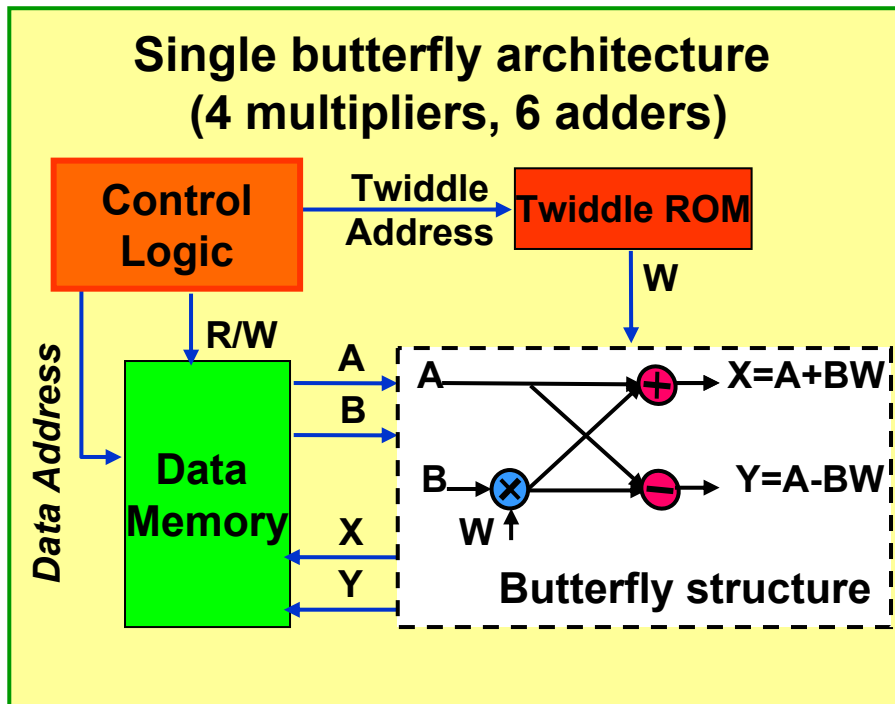 Single butterfly architecture
(4 multipliers, 6 adders)
Control
Logic
Twiddle
Address
Twiddle ROM
W
R/W
Data Address
Data
Memory
A
B
X
Y
A
+
X=A+BW
B
×
W
−
Y=A-BW
Butterfly structure